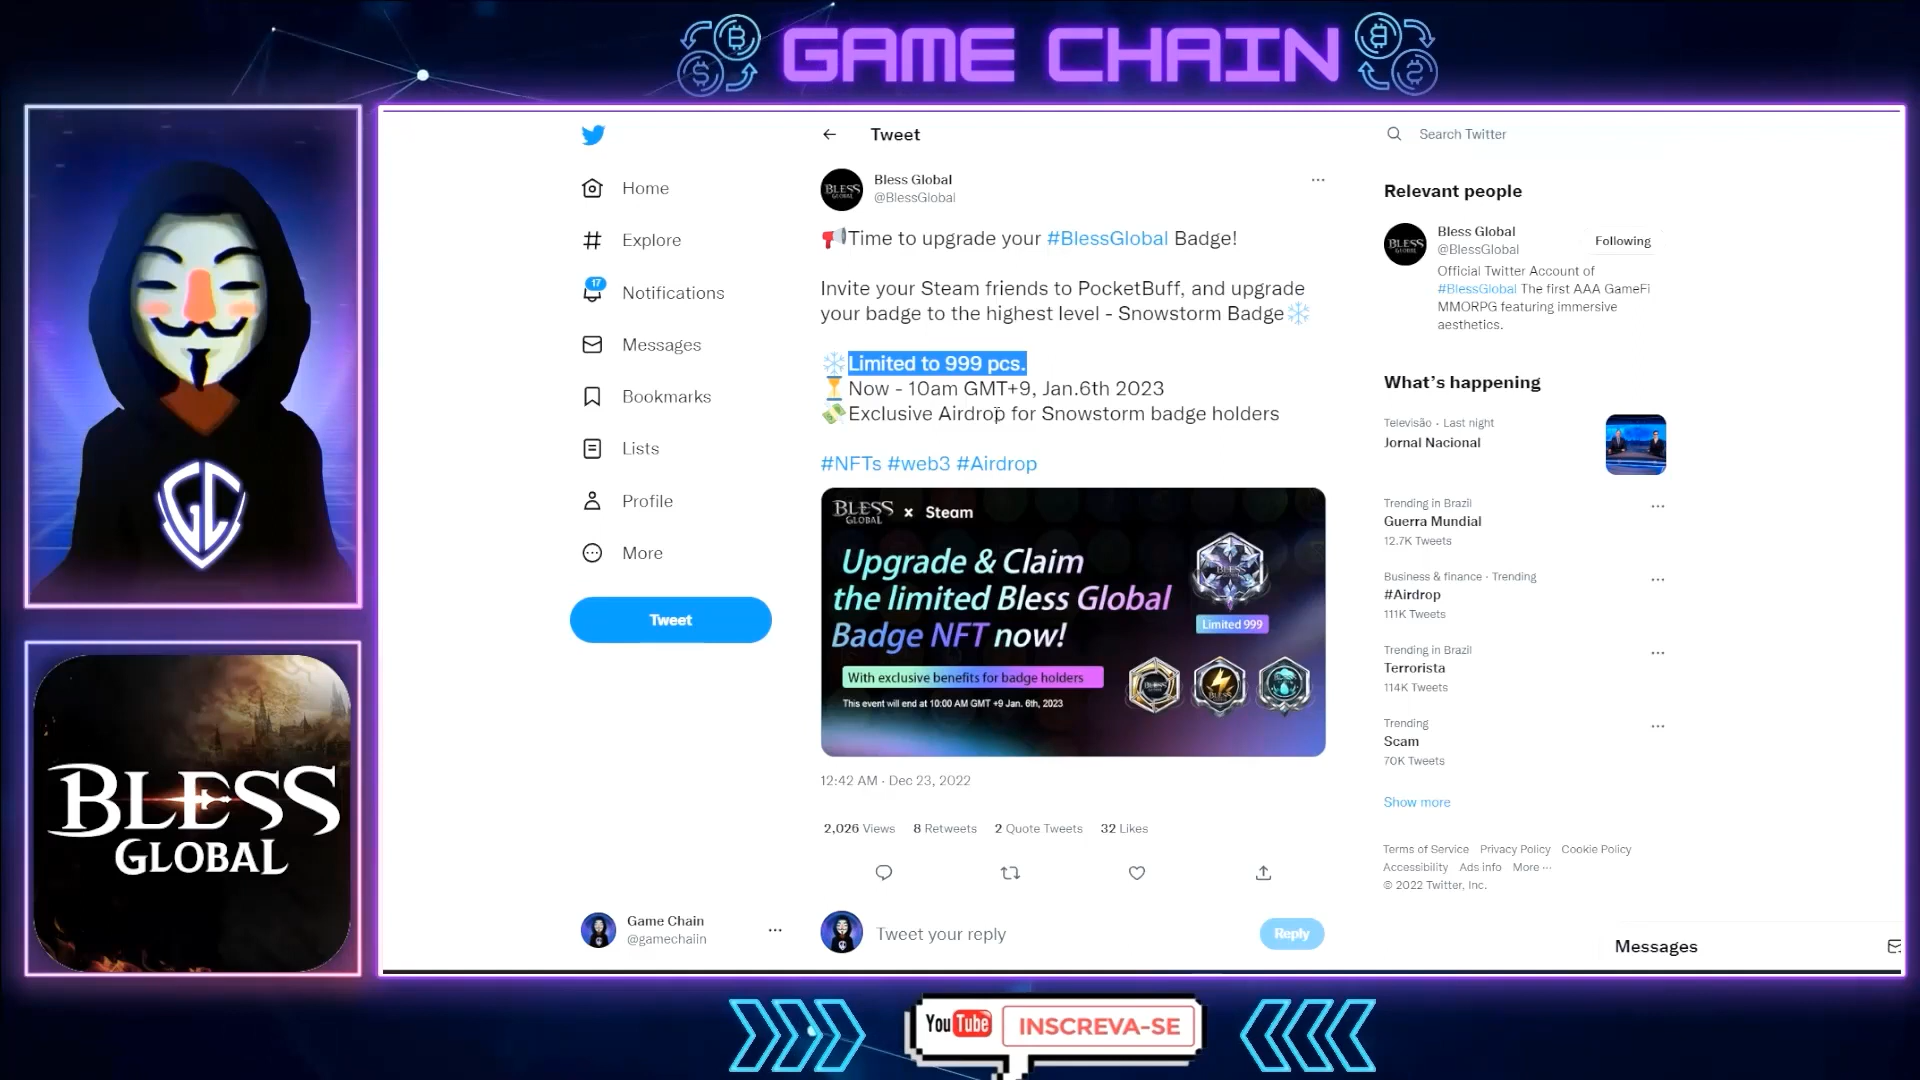 GAME CHAIN
GC
BLESS
GLOBAL
Home
Explore
17
Notifications
Messages
Bookmarks
Lists
Profile
More
Tweet
Game Chain
@gamechaiin
Tweet
BLESS
GLOBAL
Bless Global
@BlessGlobal
Time to upgrade your #BlessGlobal Badge!
Invite your Steam friends to PocketBuff, and upgrade
your badge to the highest level - Snowstorm Badge
Limited to 999 pcs.
Now - 10am GMT+9, Jan.6th 2023
Exclusive Airdrop for Snowstorm badge holders
#NFTs #web3 #Airdrop
BLESS
GLOBAL
x Steam
Upgrade & Claim
the limited Bless Global
Badge NFT now!
BLESS
Limited 999
With exclusive benefits for badge holders
This event will end at 10:00 AM GMT +9 Jan. 6th, 2023
12:42 AM · Dec 23, 2022
2,026 Views 8 Retweets 2 Quote Tweets 32 Likes
Tweet your reply
Reply
Search Twitter
Relevant people
BLESS
GLOBAL
Bless Global
@BlessGlobal
Following
Official Twitter Account of
#BlessGlobal The first AAA GameFi
MMORPG featuring immersive
aesthetics.
What's happening
Televisão · Last night
Jornal Nacional
Trending in Brazil
Guerra Mundial
12.7K Tweets
Business & finance · Trending
#Airdrop
111K Tweets
Trending in Brazil
Terrorista
114K Tweets
Trending
Scam
70K Tweets
Show more
Terms of Service Privacy Policy Cookie Policy
Accessibility Ads info More ···
© 2022 Twitter, Inc.
Messages
YouTube INSCREVA-SE